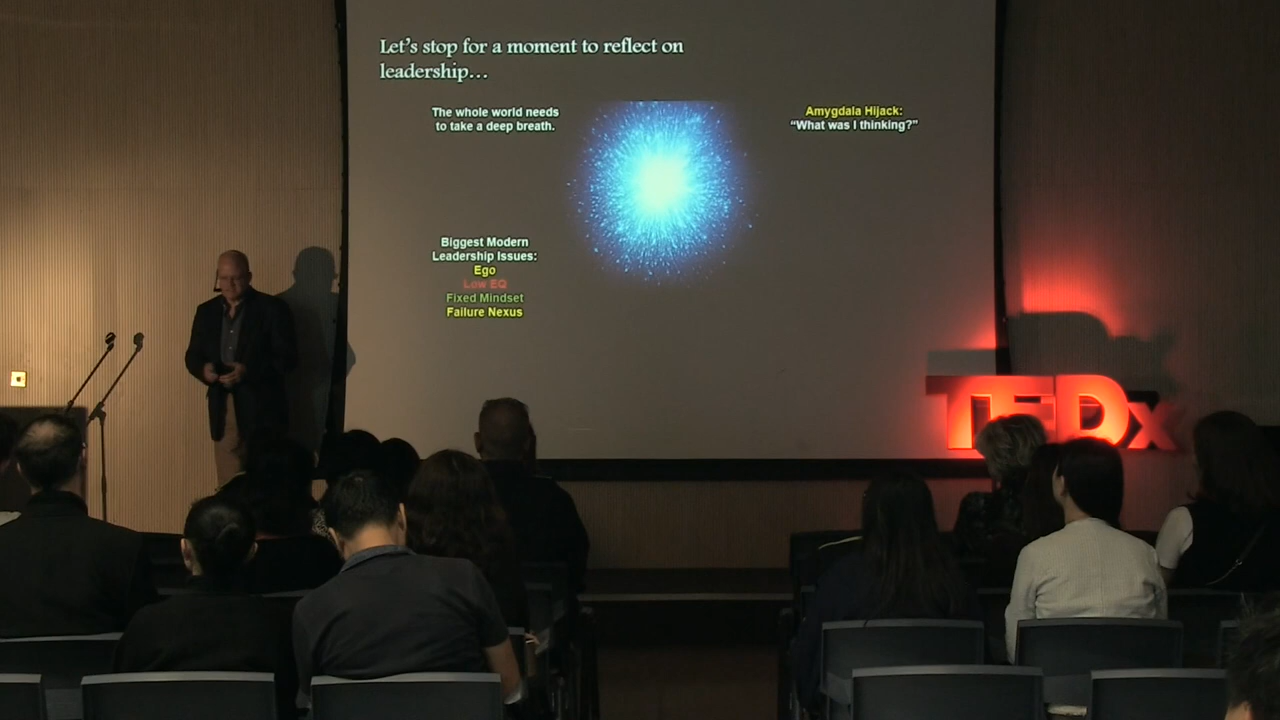 Let's stop for a moment to reflect on
leadership...
The whole world needs
to take a deep breath.
Amygdala Hijack:
"What was I thinking?"
Biggest Modern
Leadership Issues:
Ego
Low EQ
Fixed Mindset
Failure Nexus
TEDx